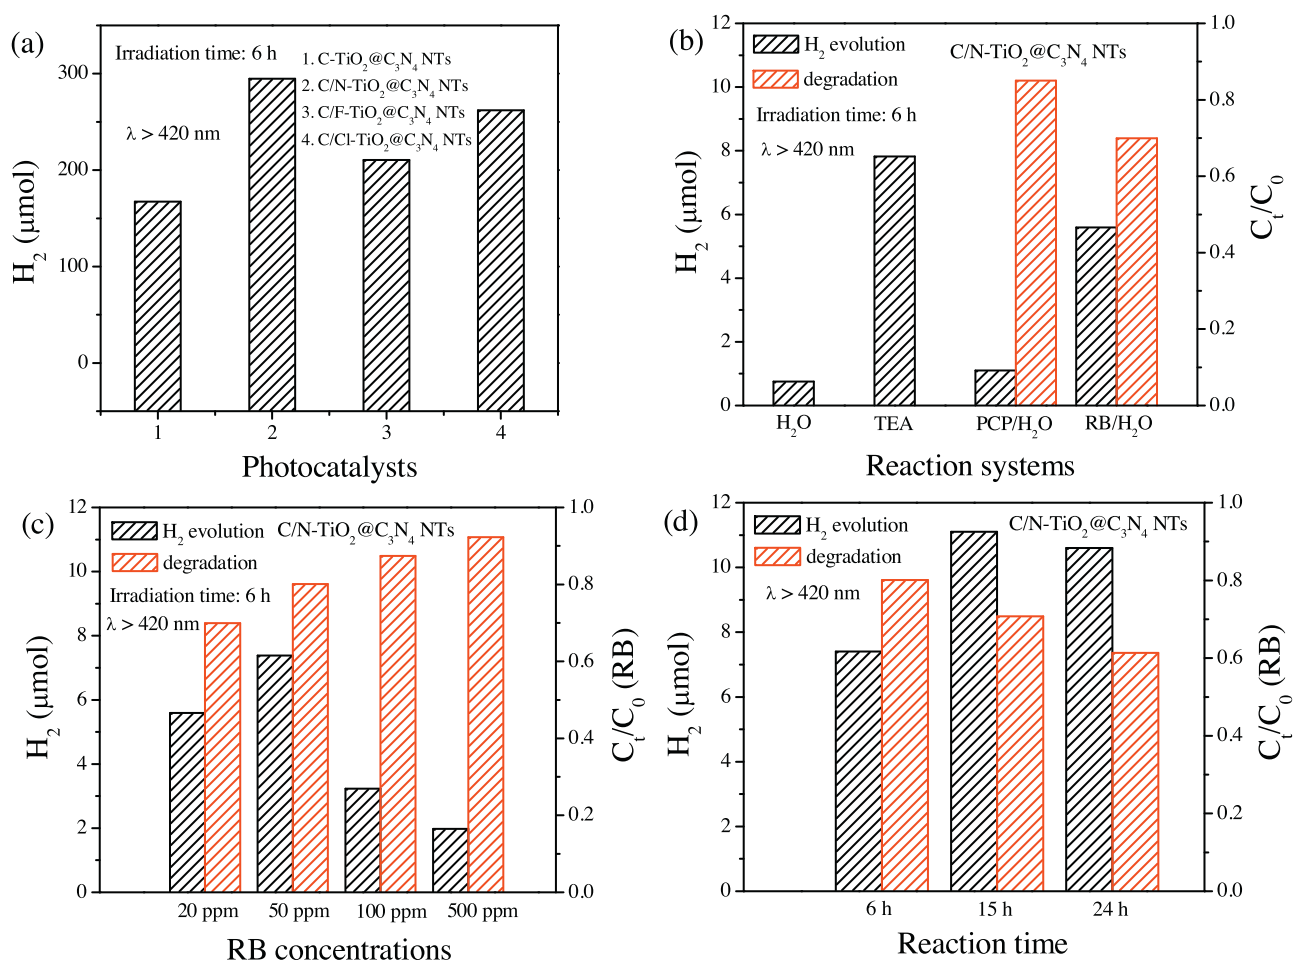 (a)
Irradiation time: 6 h
λ > 420 nm
1. C-TiO₂@C₃N₄ NTs
2. C/N-TiO₂@C₃N₄ NTs
3. C/F-TiO₂@C₃N₄ NTs
4. C/Cl-TiO₂@C₃N₄ NTs
300
200
100
0
H₂ (μmol)
1 2 3 4
Photocatalysts
(b)
H₂ evolution
degradation
C/N-TiO₂@C₃N₄ NTs
Irradiation time: 6 h
λ > 420 nm
12
10
8
6
4
2
0
H₂ (μmol)
1.0
0.8
0.6
0.4
0.2
0.0
Cₜ/C₀
H₂O TEA PCP/H₂O RB/H₂O
Reaction systems
(c)
H₂ evolution
degradation
C/N-TiO₂@C₃N₄ NTs
Irradiation time: 6 h
λ > 420 nm
12
10
8
6
4
2
0
H₂ (μmol)
1.0
0.8
0.6
0.4
0.2
0.0
Cₜ/C₀ (RB)
20 ppm 50 ppm 100 ppm 500 ppm
RB concentrations
(d)
H₂ evolution
degradation
C/N-TiO₂@C₃N₄ NTs
λ > 420 nm
12
10
8
6
4
2
0
H₂ (μmol)
1.0
0.8
0.6
0.4
0.2
0.0
Cₜ/C₀ (RB)
6 h 15 h 24 h
Reaction time